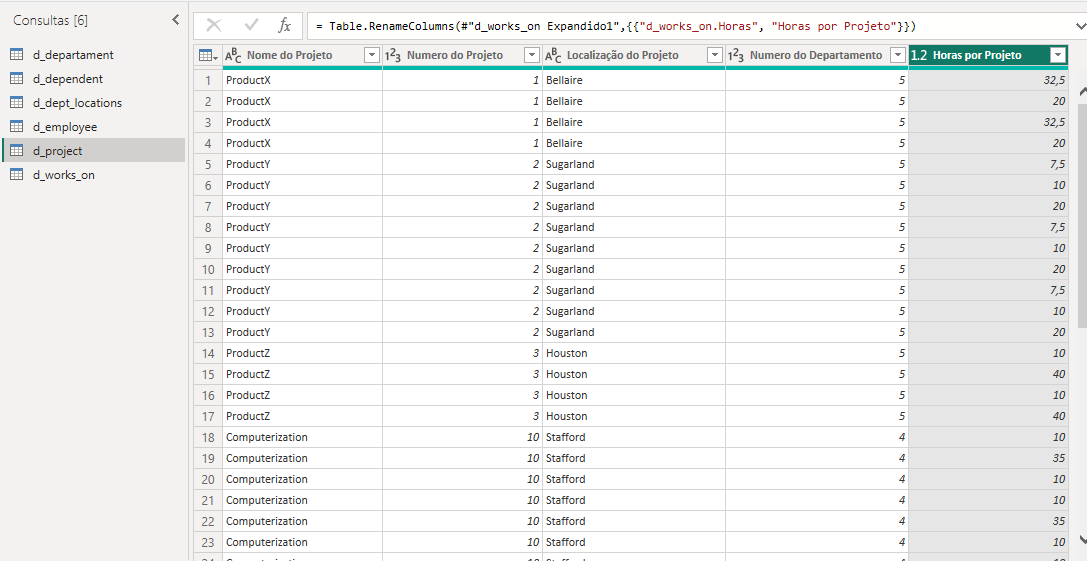 Consultas [6]
d_departament
d_dependent
d_dept_locations
d_employee
d_project
d_works_on
= Table.RenameColumns(#"d_works_on Expandido1",{{"d_works_on.Horas", "Horas por Projeto"}})
ABC Nome do Projeto 123 Numero do Projeto ABC Localização do Projeto 123 Numero do Departamento 1.2 Horas por Projeto
1 ProductX 1 Bellaire 5 32,5
2 ProductX 1 Bellaire 5 20
3 ProductX 1 Bellaire 5 32,5
4 ProductX 1 Bellaire 5 20
5 ProductY 2 Sugarland 5 7,5
6 ProductY 2 Sugarland 5 10
7 ProductY 2 Sugarland 5 20
8 ProductY 2 Sugarland 5 7,5
9 ProductY 2 Sugarland 5 10
10 ProductY 2 Sugarland 5 20
11 ProductY 2 Sugarland 5 7,5
12 ProductY 2 Sugarland 5 10
13 ProductY 2 Sugarland 5 20
14 ProductZ 3 Houston 5 10
15 ProductZ 3 Houston 5 40
16 ProductZ 3 Houston 5 10
17 ProductZ 3 Houston 5 40
18 Computerization 10 Stafford 4 10
19 Computerization 10 Stafford 4 35
20 Computerization 10 Stafford 4 10
21 Computerization 10 Stafford 4 10
22 Computerization 10 Stafford 4 35
23 Computerization 10 Stafford 4 10